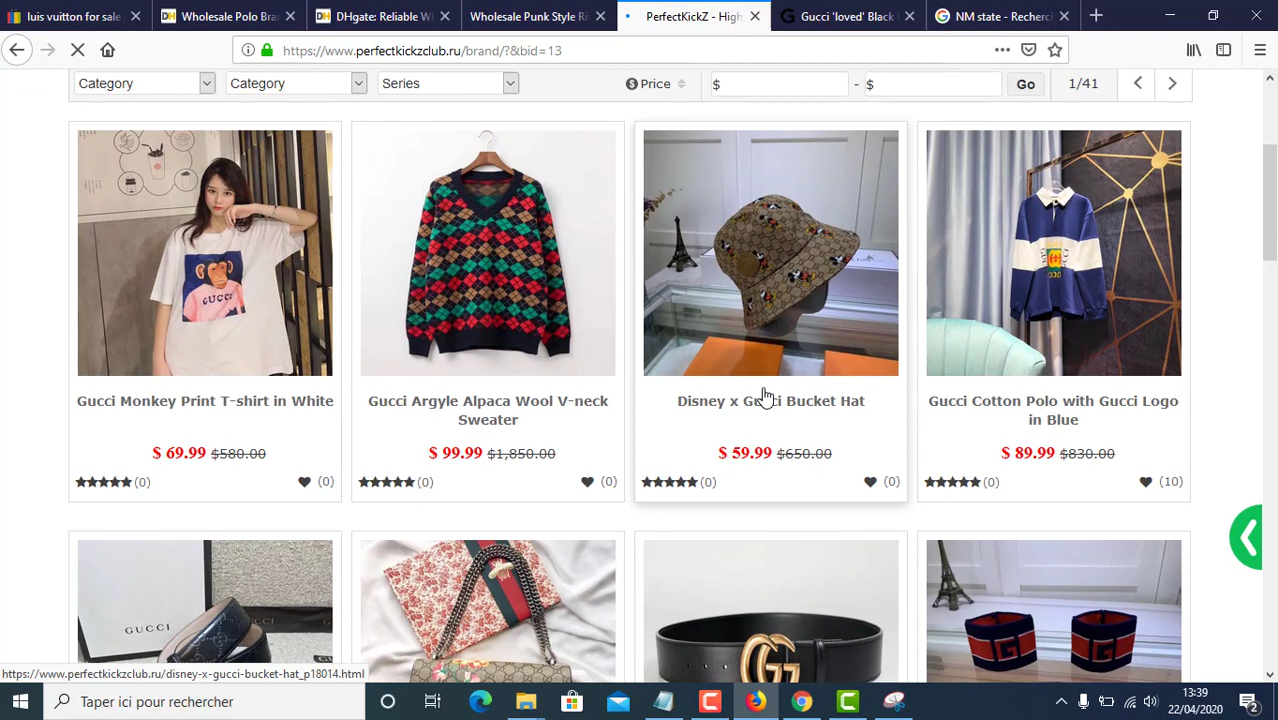 luis vuitton for sale
Wholesale Polo Bra
DHgate: Reliable W
Wholesale Punk Style Ri
PerfectKickZ - High
Gucci 'loved' Black
NM state - Recherc
https://www.perfectkickzclub.ru/brand/?&bid=13
Category
Category
Series
Price
$
- $
Go
1/41
Gucci Monkey Print T-shirt in White
$ 69.99 $580.00
(0)
(0)
Gucci Argyle Alpaca Wool V-neck
Sweater
$ 99.99 $1,850.00
(0)
(0)
Disney x Gucci Bucket Hat
$ 59.99 $650.00
(0)
(0)
Gucci Cotton Polo with Gucci Logo
in Blue
$ 89.99 $830.00
(0)
(10)
GUCCI
GUCCI
https://www.perfectkickzclub.ru/disney-x-gucci-bucket-hat_p18014.html
Taper ici pour rechercher
13:39
22/04/2020
2